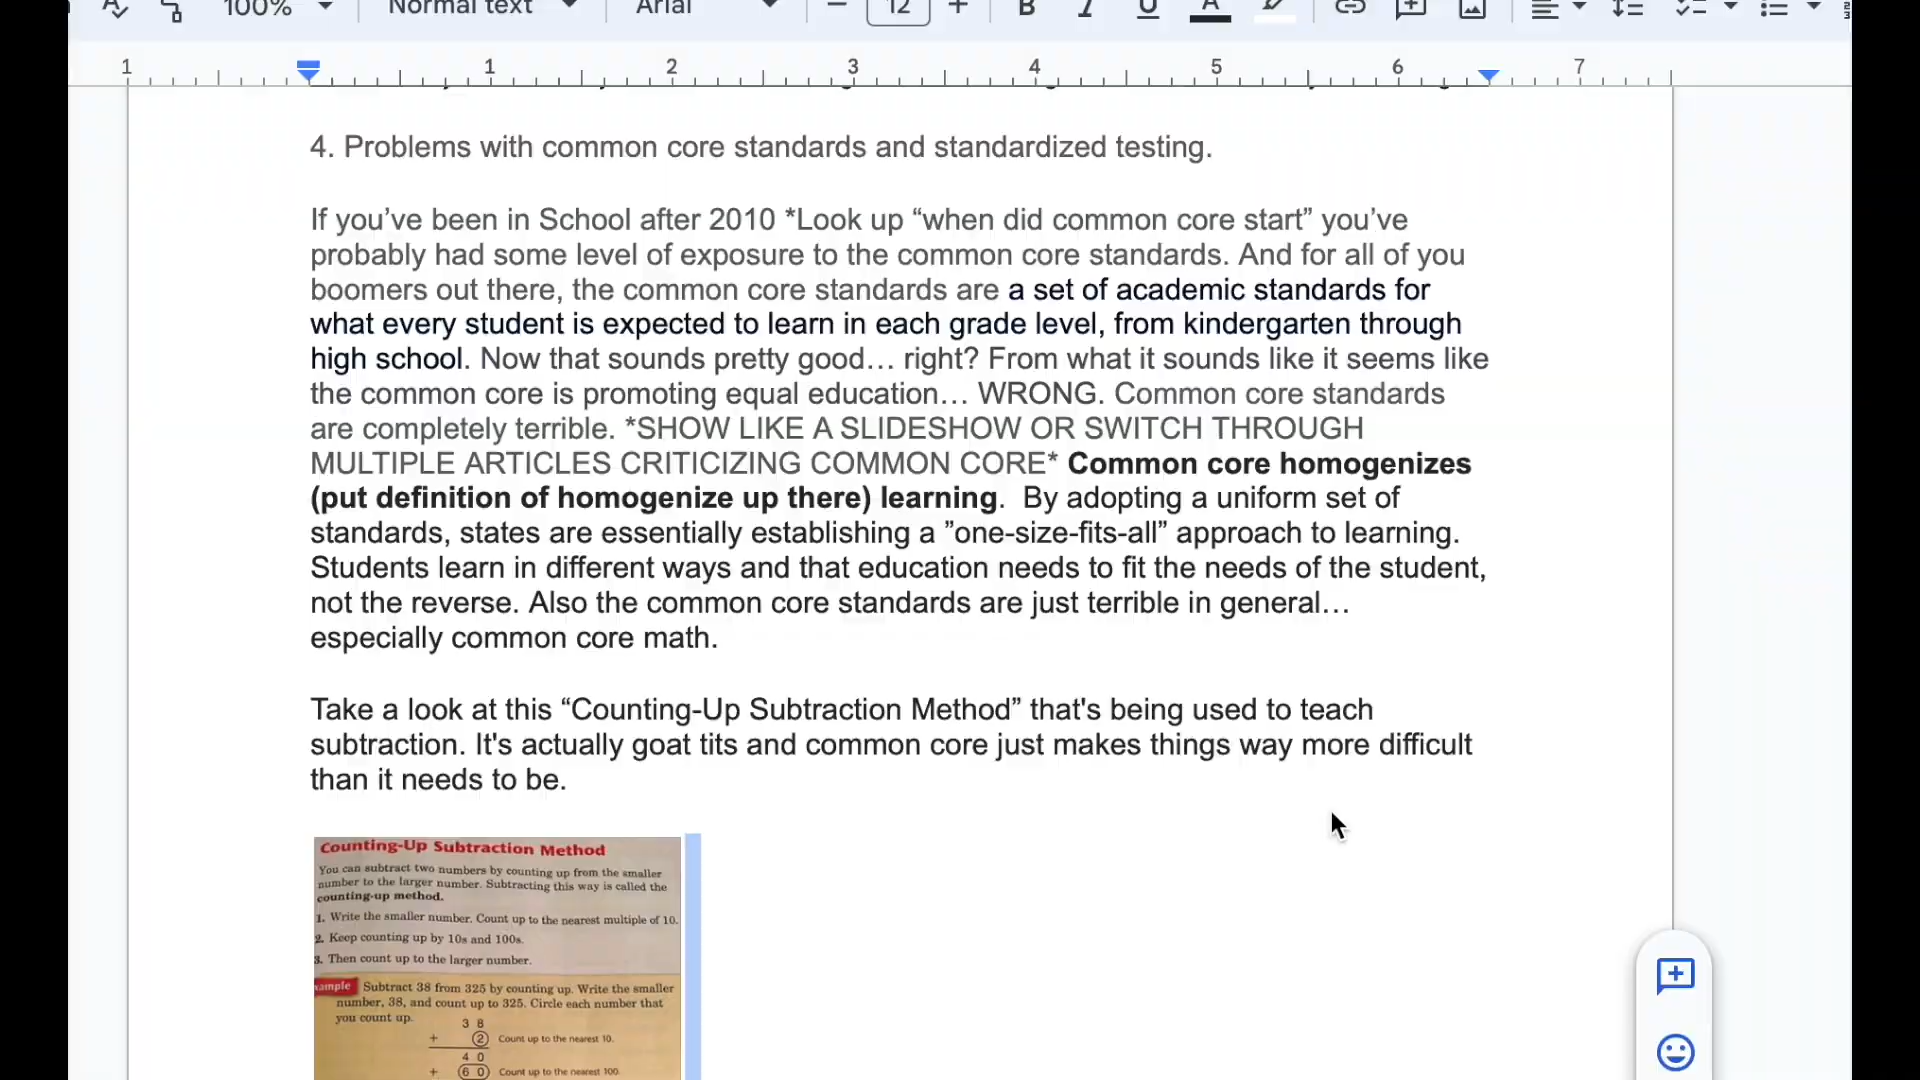 100%
Normal text
Arial
12
B I U A
1 1 2 3 4 5 6 7
4. Problems with common core standards and standardized testing.
If you’ve been in School after 2010 *Look up “when did common core start” you’ve
probably had some level of exposure to the common core standards. And for all of you
boomers out there, the common core standards are a set of academic standards for
what every student is expected to learn in each grade level, from kindergarten through
high school. Now that sounds pretty good… right? From what it sounds like it seems like
the common core is promoting equal education… WRONG. Common core standards
are completely terrible. *SHOW LIKE A SLIDESHOW OR SWITCH THROUGH
MULTIPLE ARTICLES CRITICIZING COMMON CORE* Common core homogenizes
(put definition of homogenize up there) learning.  By adopting a uniform set of
standards, states are essentially establishing a ”one-size-fits-all” approach to learning.
Students learn in different ways and that education needs to fit the needs of the student,
not the reverse. Also the common core standards are just terrible in general…
especially common core math.
Take a look at this “Counting-Up Subtraction Method” that's being used to teach
subtraction. It's actually goat tits and common core just makes things way more difficult
than it needs to be.
Counting-Up Subtraction Method
You can subtract two numbers by counting up from the smaller
number to the larger number. Subtracting this way is called the
counting-up method.
1. Write the smaller number. Count up to the nearest multiple of 10.
2. Keep counting up by 10s and 100s.
3. Then count up to the larger number.
ample Subtract 38 from 325 by counting up. Write the smaller
number, 38, and count up to 325. Circle each number that
you count up.
3 8
+ 2 Count up to the nearest 10.
4 0
+ 6 0 Count up to the nearest 100.